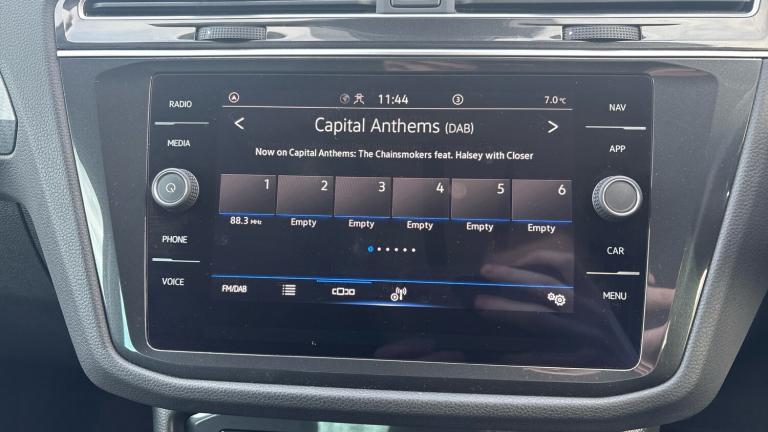 RADIO
MEDIA
PHONE
VOICE
11:44
3
7.0 °C
Capital Anthems (DAB)
Now on Capital Anthems: The Chainsmokers feat. Halsey with Closer
1 2 3 4 5 6
88.3 MHz Empty Empty Empty Empty Empty
FM/DAB
NAV
APP
CAR
MENU